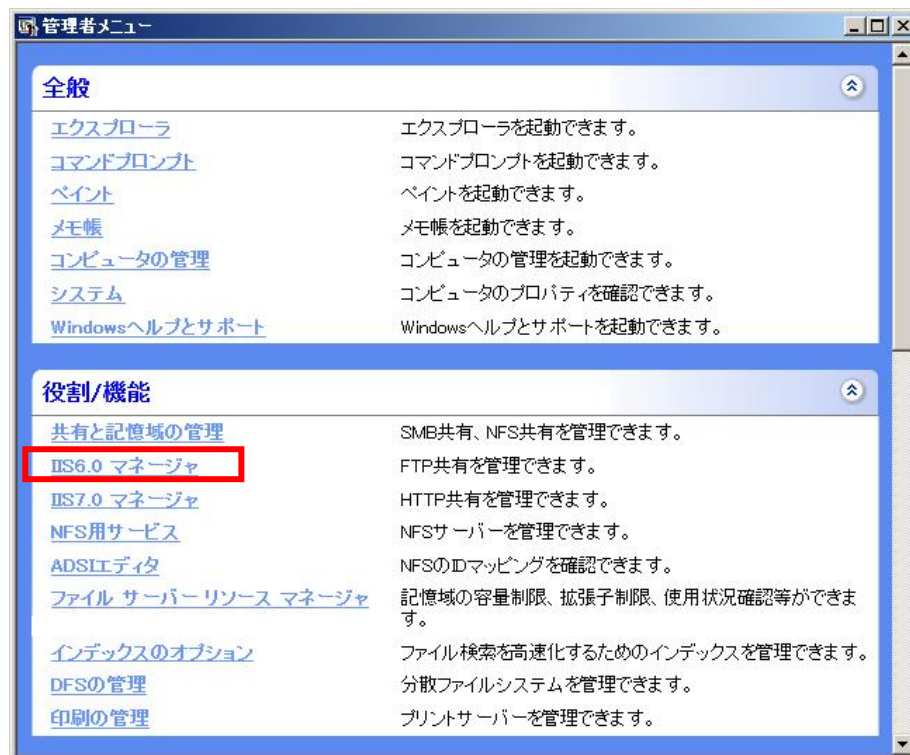 管理者メニュー
全般
エクスプローラ エクスプローラを起動できます。
コマンドプロンプト コマンドプロンプトを起動できます。
ペイント ペイントを起動できます。
メモ帳 メモ帳を起動できます。
コンピュータの管理 コンピュータの管理を起動できます。
システム コンピュータのプロパティを確認できます。
Windowsヘルプとサポート Windowsヘルプとサポートを起動できます。
役割/機能
共有と記憶域の管理 SMB共有、NFS共有を管理できます。
IIS6.0 マネージャ FTP共有を管理できます。
IIS7.0 マネージャ HTTP共有を管理できます。
NFS用サービス NFSサーバーを管理できます。
ADSIエディタ NFSのIDマッピングを確認できます。
ファイル サーバー リソース マネージャ 記憶域の容量制限、拡張子制限、使用状況確認等ができま
す。
インデックスのオプション ファイル検索を高速化するためのインデックスを管理できます。
DFSの管理 分散ファイルシステムを管理できます。
印刷の管理 プリントサーバーを管理できます。